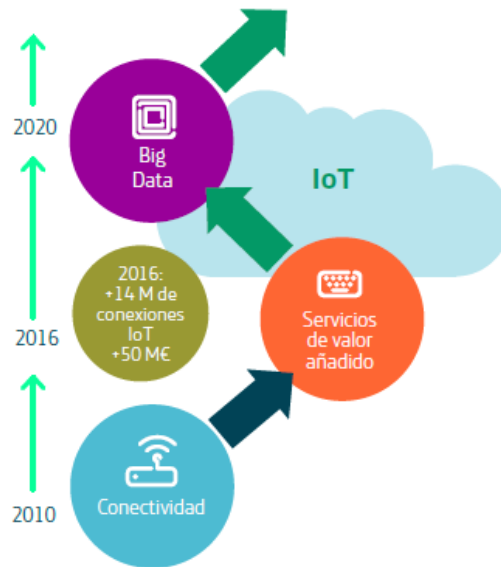 2020
Big
Data
IoT
2016:
+14 M de
conexiones
IoT
+50 M€
Servicios
de valor
añadido
2016
Conectividad
2010